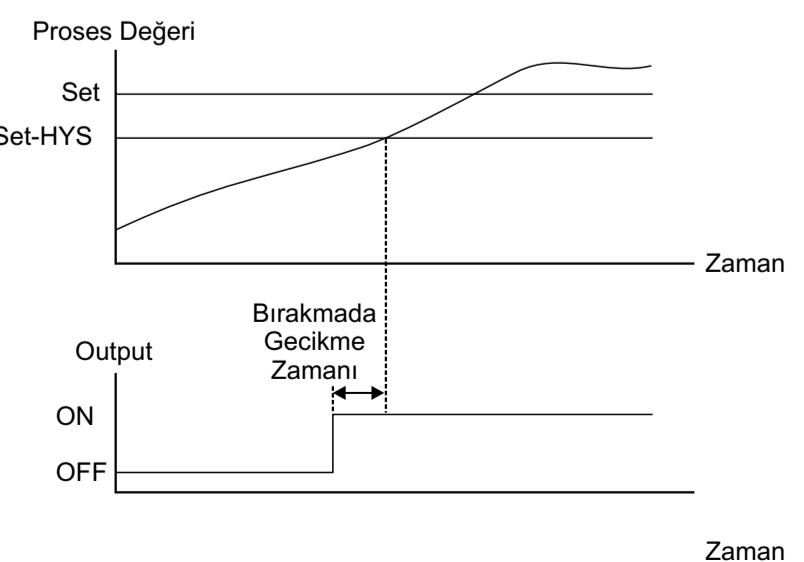 Proses Değeri
Set
Set-HYS
Zaman
Bırakmada
Gecikme
Zamanı
Output
ON
OFF
Zaman